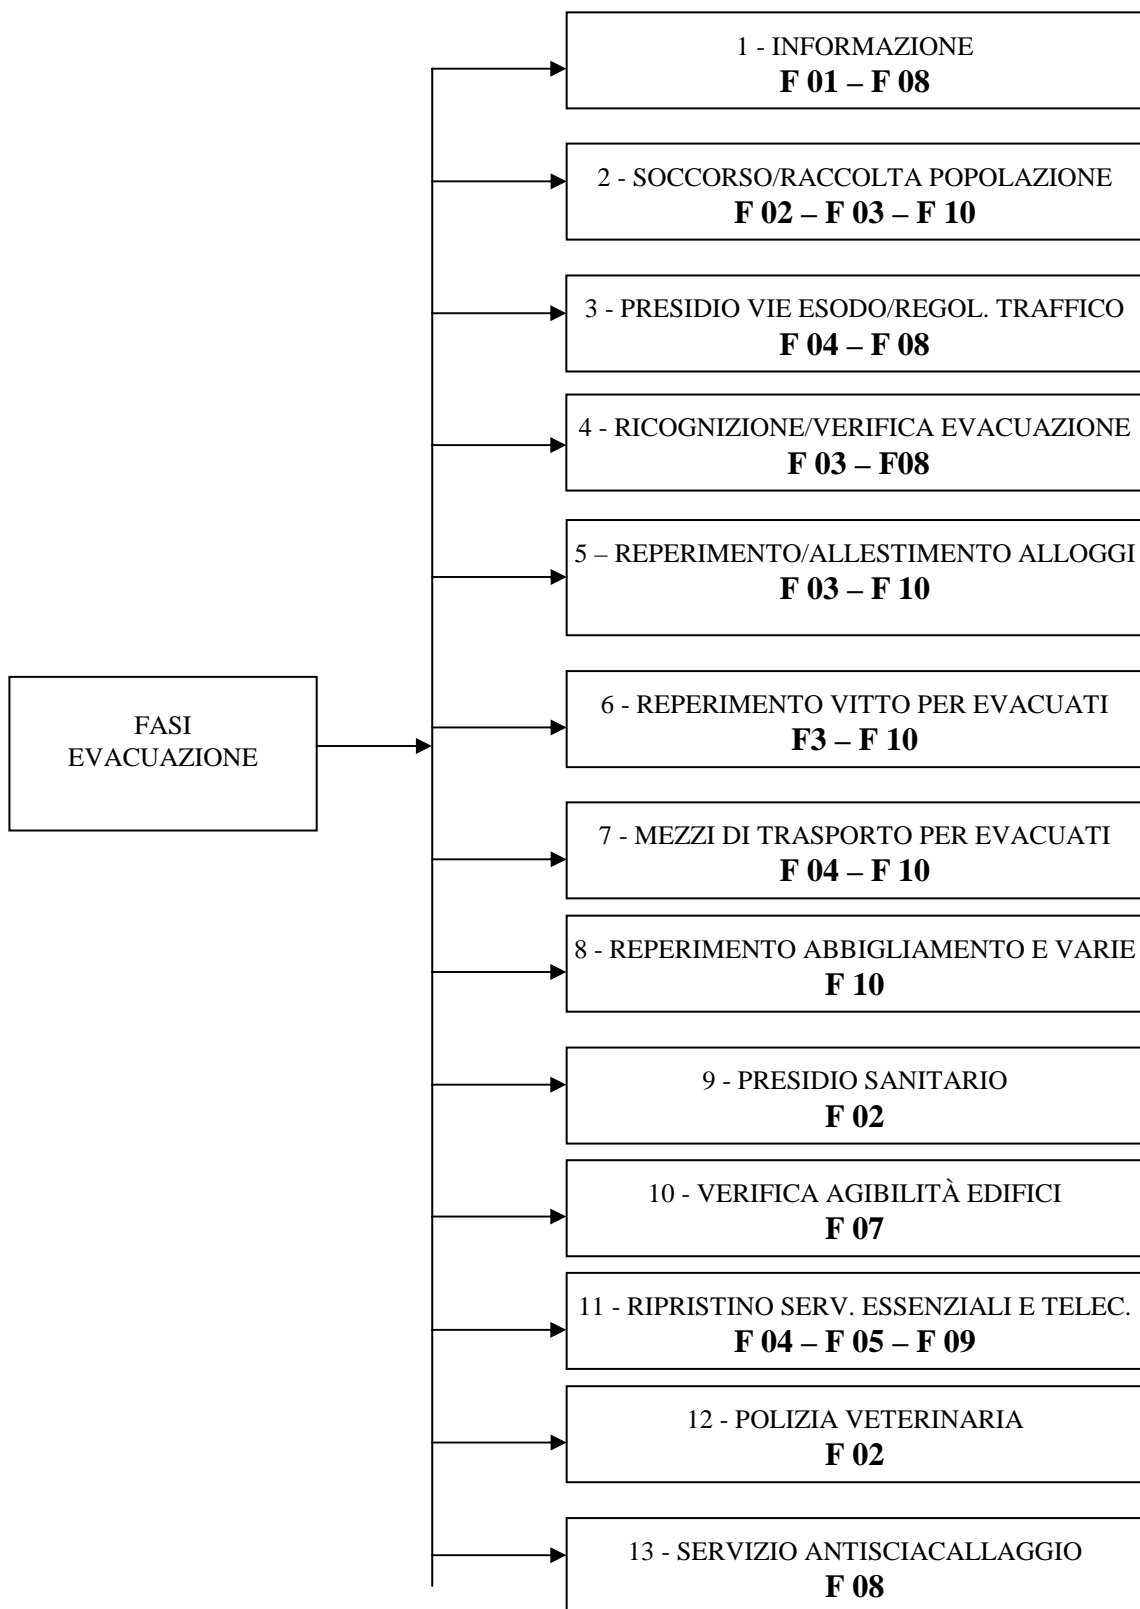 1 - INFORMAZIONE
F 01 – F 08
2 - SOCCORSO/RACCOLTA POPOLAZIONE
F 02 – F 03 – F 10
3 - PRESIDIO VIE ESODO/REGOL. TRAFFICO
F 04 – F 08
4 - RICOGNIZIONE/VERIFICA EVACUAZIONE
F 03 – F08
5 – REPERIMENTO/ALLESTIMENTO ALLOGGI
F 03 – F 10
FASI
EVACUAZIONE
6 - REPERIMENTO VITTO PER EVACUATI
F3 – F 10
7 - MEZZI DI TRASPORTO PER EVACUATI
F 04 – F 10
8 - REPERIMENTO ABBIGLIAMENTO E VARIE
F 10
9 - PRESIDIO SANITARIO
F 02
10 - VERIFICA AGIBILITÀ EDIFICI
F 07
11 - RIPRISTINO SERV. ESSENZIALI E TELEC.
F 04 – F 05 – F 09
12 - POLIZIA VETERINARIA
F 02
13 - SERVIZIO ANTISCIACALLAGGIO
F 08